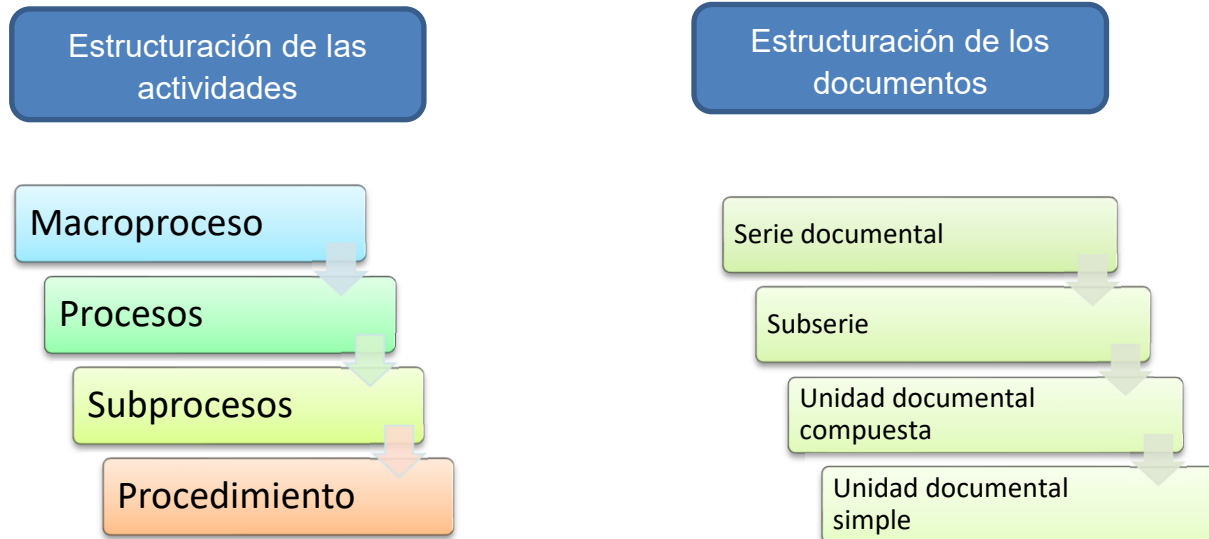 Estructuración de las
actividades
Macroproceso
Procesos
Subprocesos
Procedimiento
Estructuración de los
documentos
Serie documental
Subserie
Unidad documental
compuesta
Unidad documental
simple